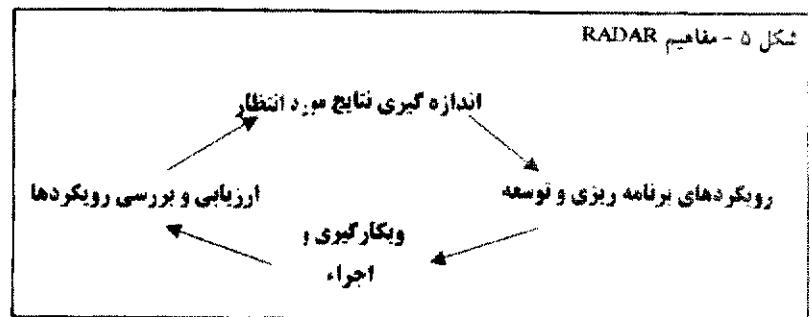 شکل ۵ - مفاهیم RADAR
اندازه گیری نتایج مورد انتظار
رویکردهای برنامه ریزی و توسعه
ارزیابی و بررسی رویکردها
وبکارگیری و
اجراء